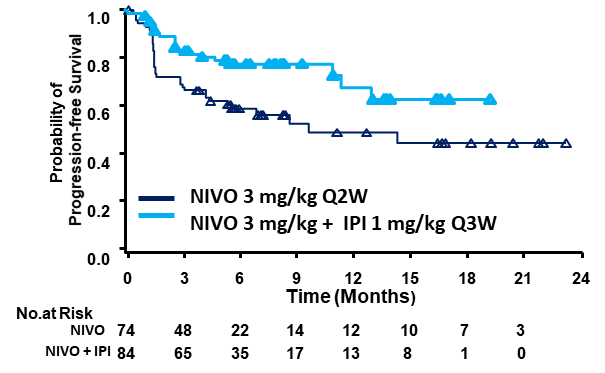 Probability of
Progression-free Survival
1.0
0.8
0.6
0.4
0.2
0.0
NIVO 3 mg/kg Q2W
NIVO 3 mg/kg + IPI 1 mg/kg Q3W
0 3 6 9 12 15 18 21 24
Time (Months)
No.at Risk
NIVO 74 48 22 14 12 10 7 3
NIVO + IPI 84 65 35 17 13 8 1 0